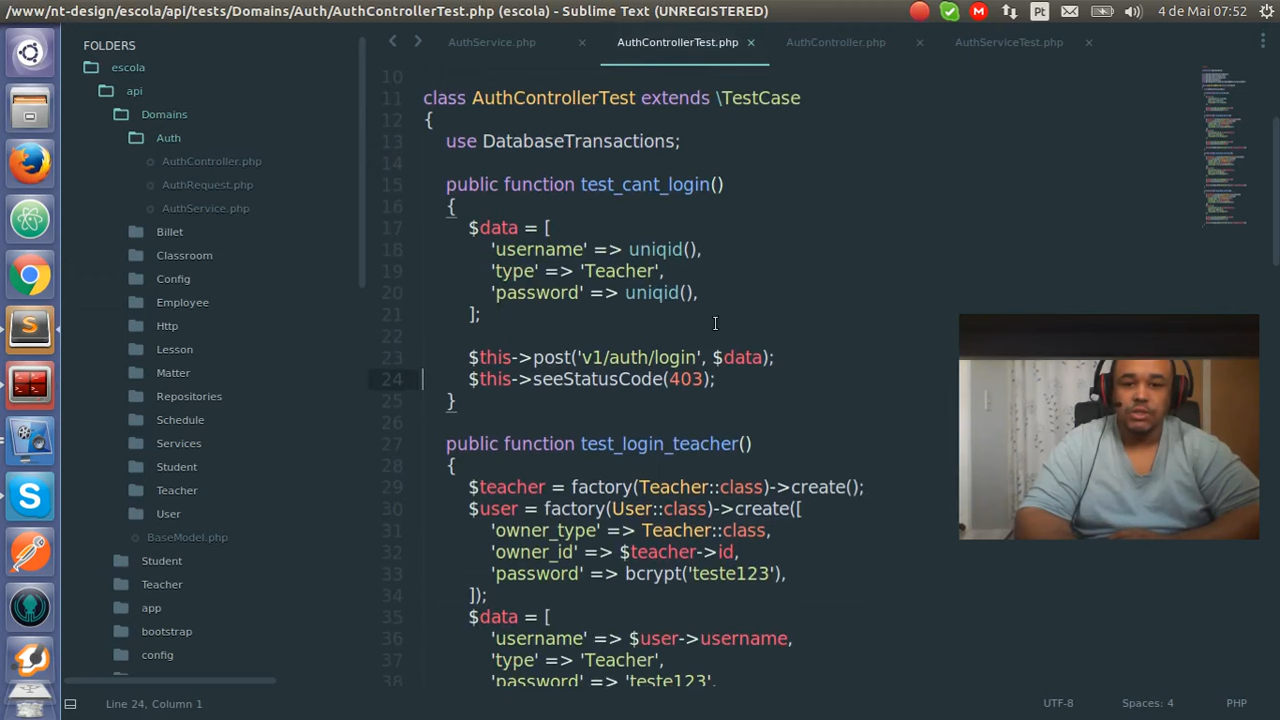 /www/nt-design/escola/api/tests/Domains/Auth/AuthControllerTest.php (escola) - Sublime Text (UNREGISTERED)
Pt
4 de Mai 07:52
FOLDERS
escola
api
Domains
Auth
AuthController.php
AuthRequest.php
AuthService.php
Billet
Classroom
Config
Employee
Http
Lesson
Matter
Repositories
Schedule
Services
Student
Teacher
User
BaseModel.php
Student
Teacher
app
bootstrap
config
AuthService.php
AuthControllerTest.php
AuthController.php
AuthServiceTest.php
10
11 class AuthControllerTest extends \TestCase
12 {
13 use DatabaseTransactions;
14
15 public function test_cant_login()
16 {
17 $data = [
18 'username' => uniqid(),
19 'type' => 'Teacher',
20 'password' => uniqid(),
21 ];
22
23 $this->post('v1/auth/login', $data);
24 $this->seeStatusCode(403);
25 }
26
27 public function test_login_teacher()
28 {
29 $teacher = factory(Teacher::class)->create();
30 $user = factory(User::class)->create([
31 'owner_type' => Teacher::class,
32 'owner_id' => $teacher->id,
33 'password' => bcrypt('teste123'),
34 ]);
35 $data = [
36 'username' => $user->username,
37 'type' => 'Teacher',
38 'password' => 'teste123',
Line 24, Column 1
UTF-8
Spaces: 4
PHP